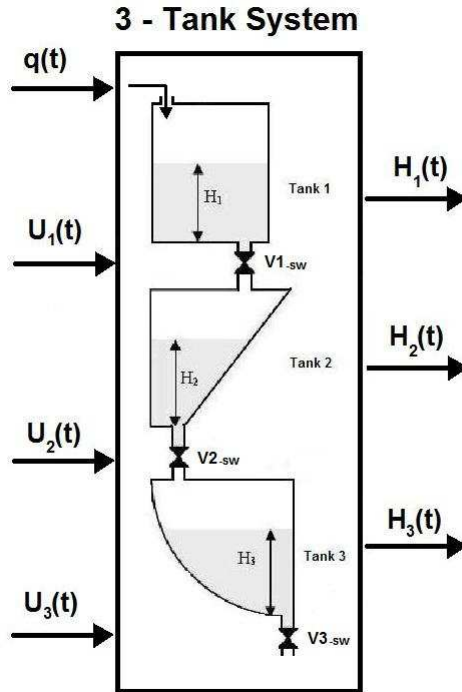 3 - Tank System
q(t)
H1(t)
H1
Tank 1
U1(t)
V1-SW
H2(t)
H2
Tank 2
U2(t)
V2-SW
H3(t)
H3
Tank 3
U3(t)
V3-SW